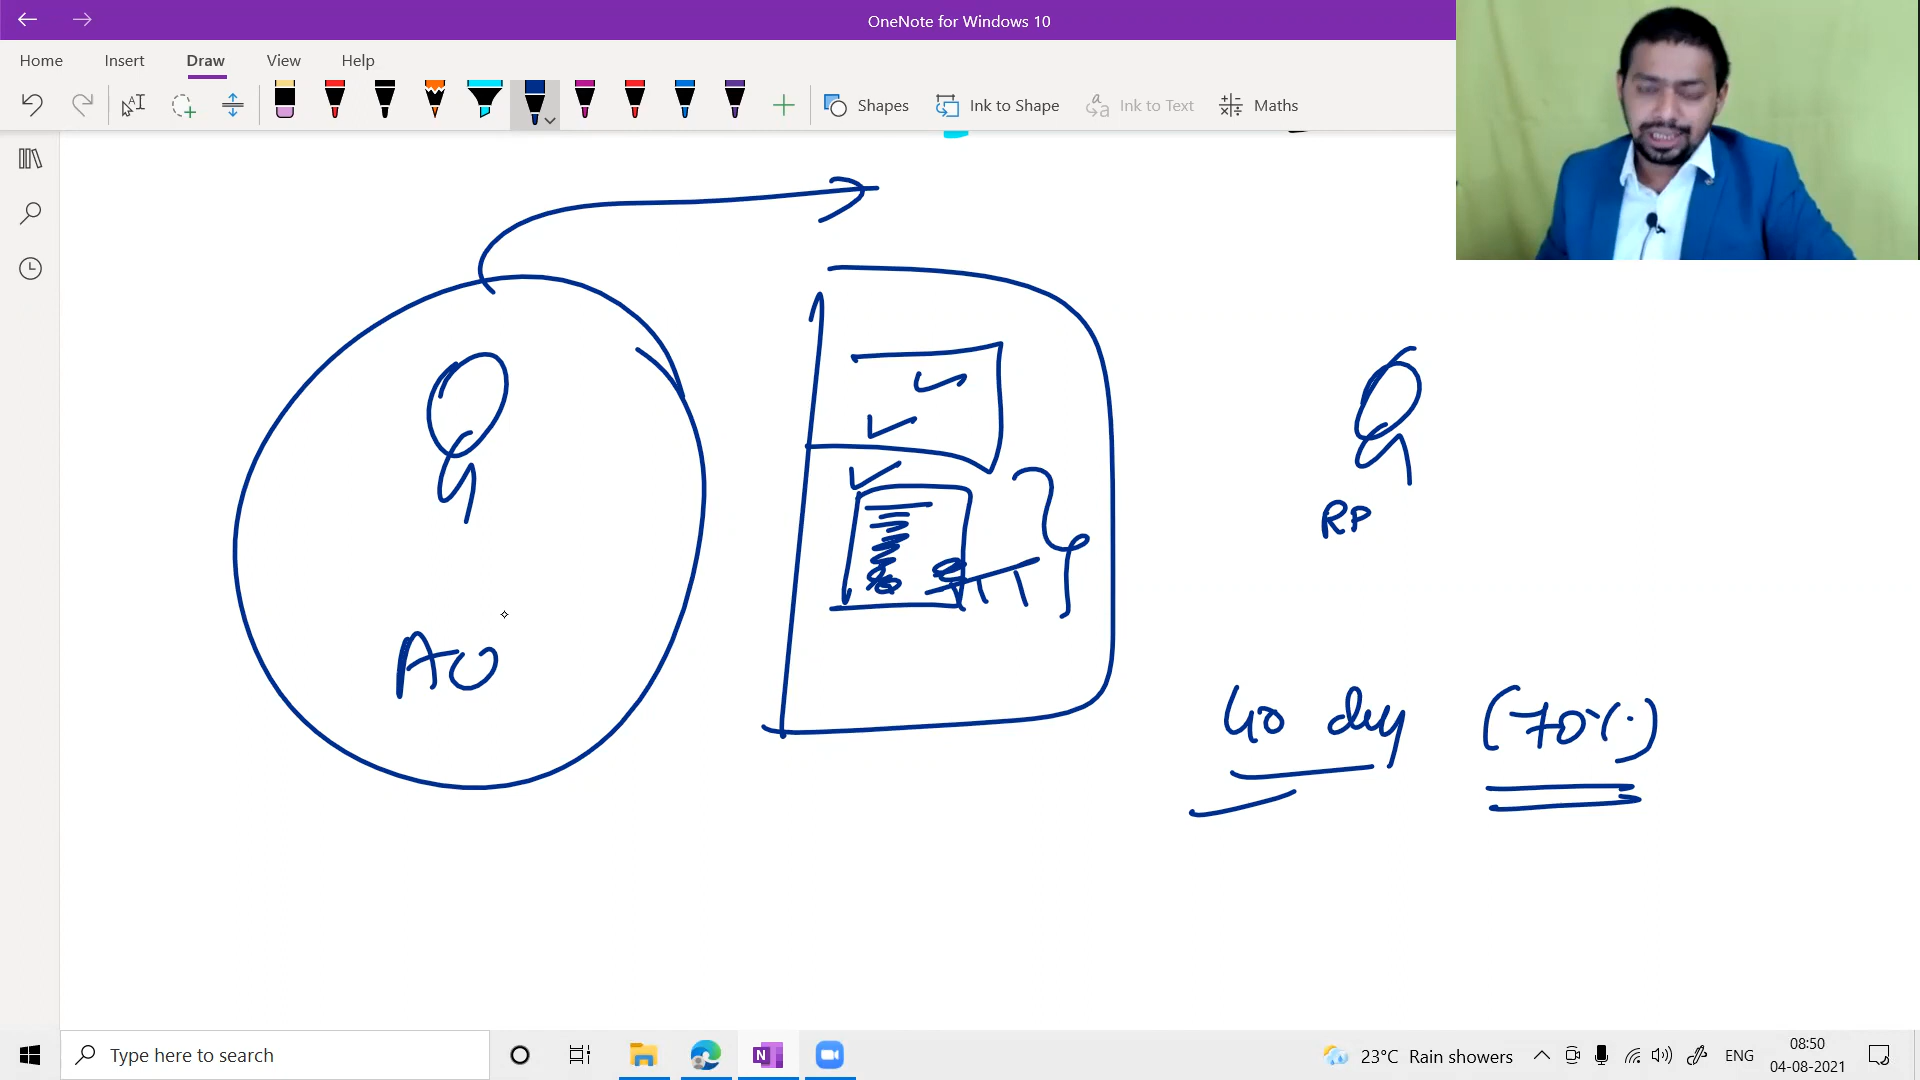 OneNote for Windows 10
Home Insert Draw View Help
Shapes Ink to Shape Ink to Text Maths
RP
AO
40 day (70%)
Type here to search
23°C Rain showers
ENG
08:50
04-08-2021